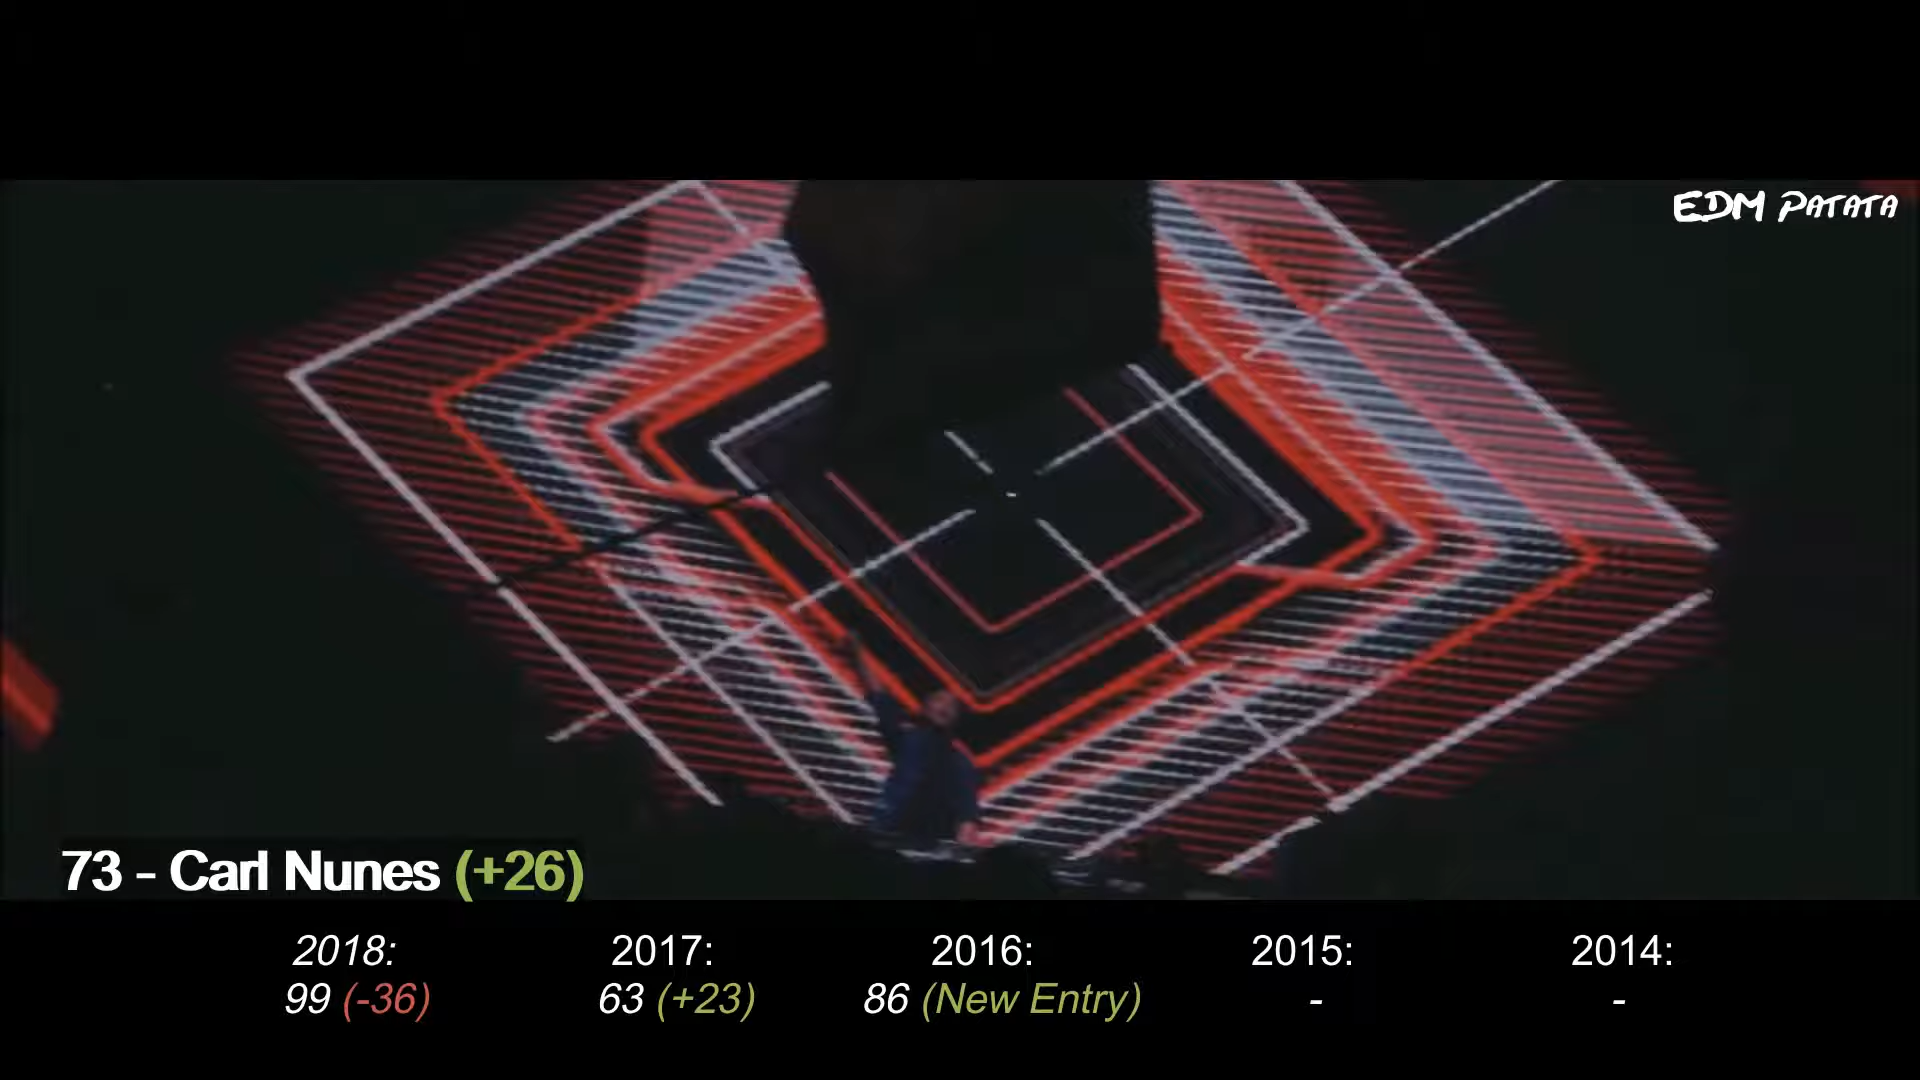 EDM PATATA
73 - Carl Nunes (+26)
2018: 2017: 2016: 2015: 2014:
99 (-36) 63 (+23) 86 (New Entry) - -